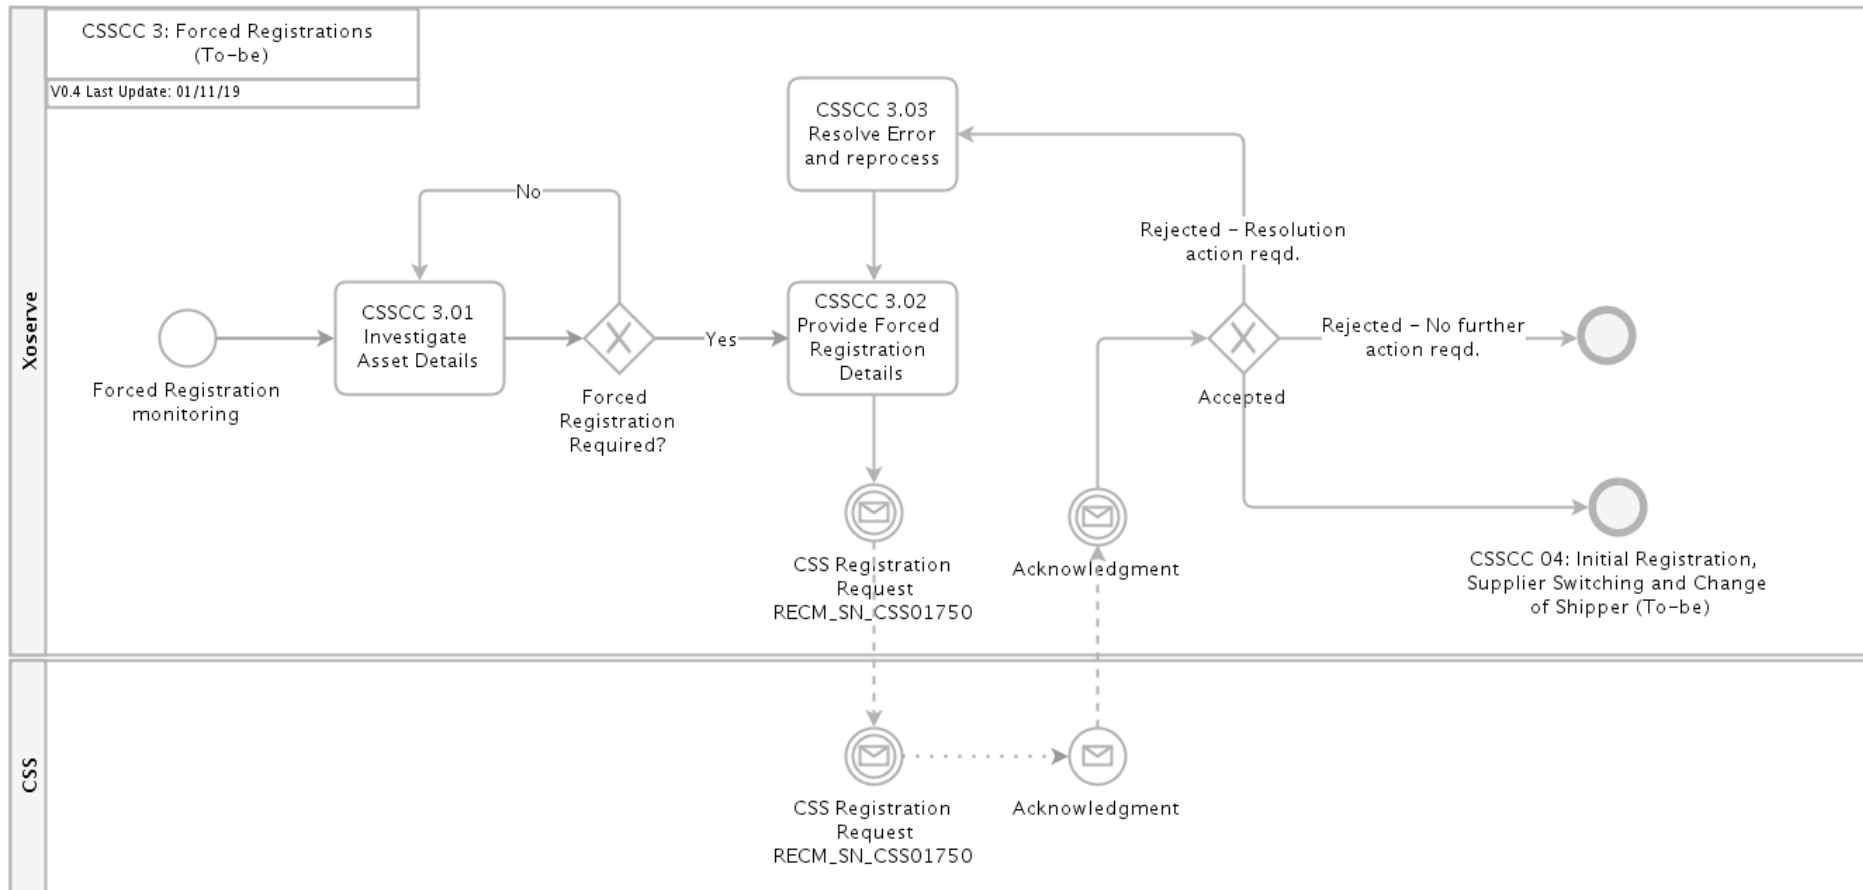 CSSCC 3: Forced Registrations
(To-be)
V0.4 Last Update: 01/11/19
Xoserve
Forced Registration
monitoring
CSSCC 3.01
Investigate
Asset Details
No
Forced
Registration
Required?
Yes
CSSCC 3.03
Resolve Error
and reprocess
CSSCC 3.02
Provide Forced
Registration
Details
CSS Registration
Request
RECM_SN_CSS01750
Acknowledgment
Rejected - Resolution
action reqd.
Rejected - No further
action reqd.
Accepted
CSSCC 04: Initial Registration,
Supplier Switching and Change
of Shipper (To-be)
CSS
CSS Registration
Request
RECM_SN_CSS01750
Acknowledgment